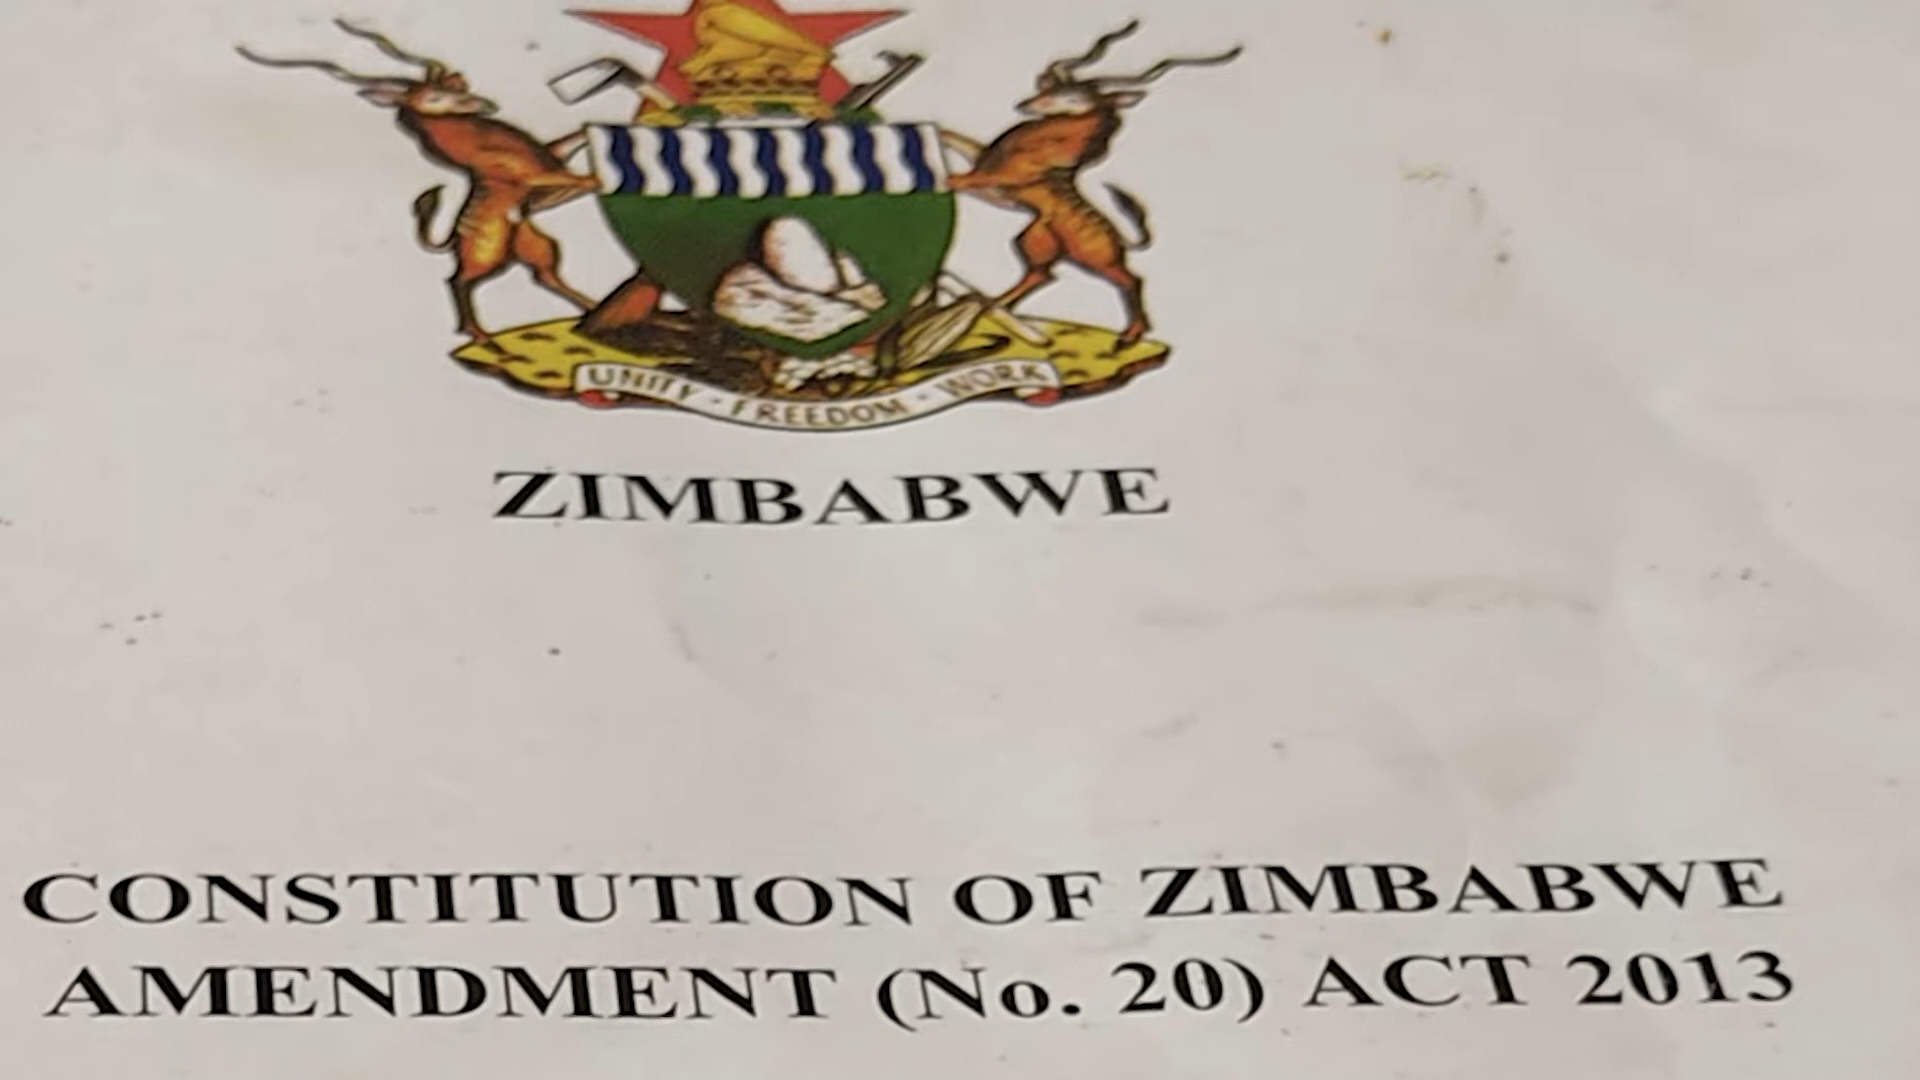 UNITY · FREEDOM · WORK
ZIMBABWE
CONSTITUTION OF ZIMBABWE
AMENDMENT (No. 20) ACT 2013